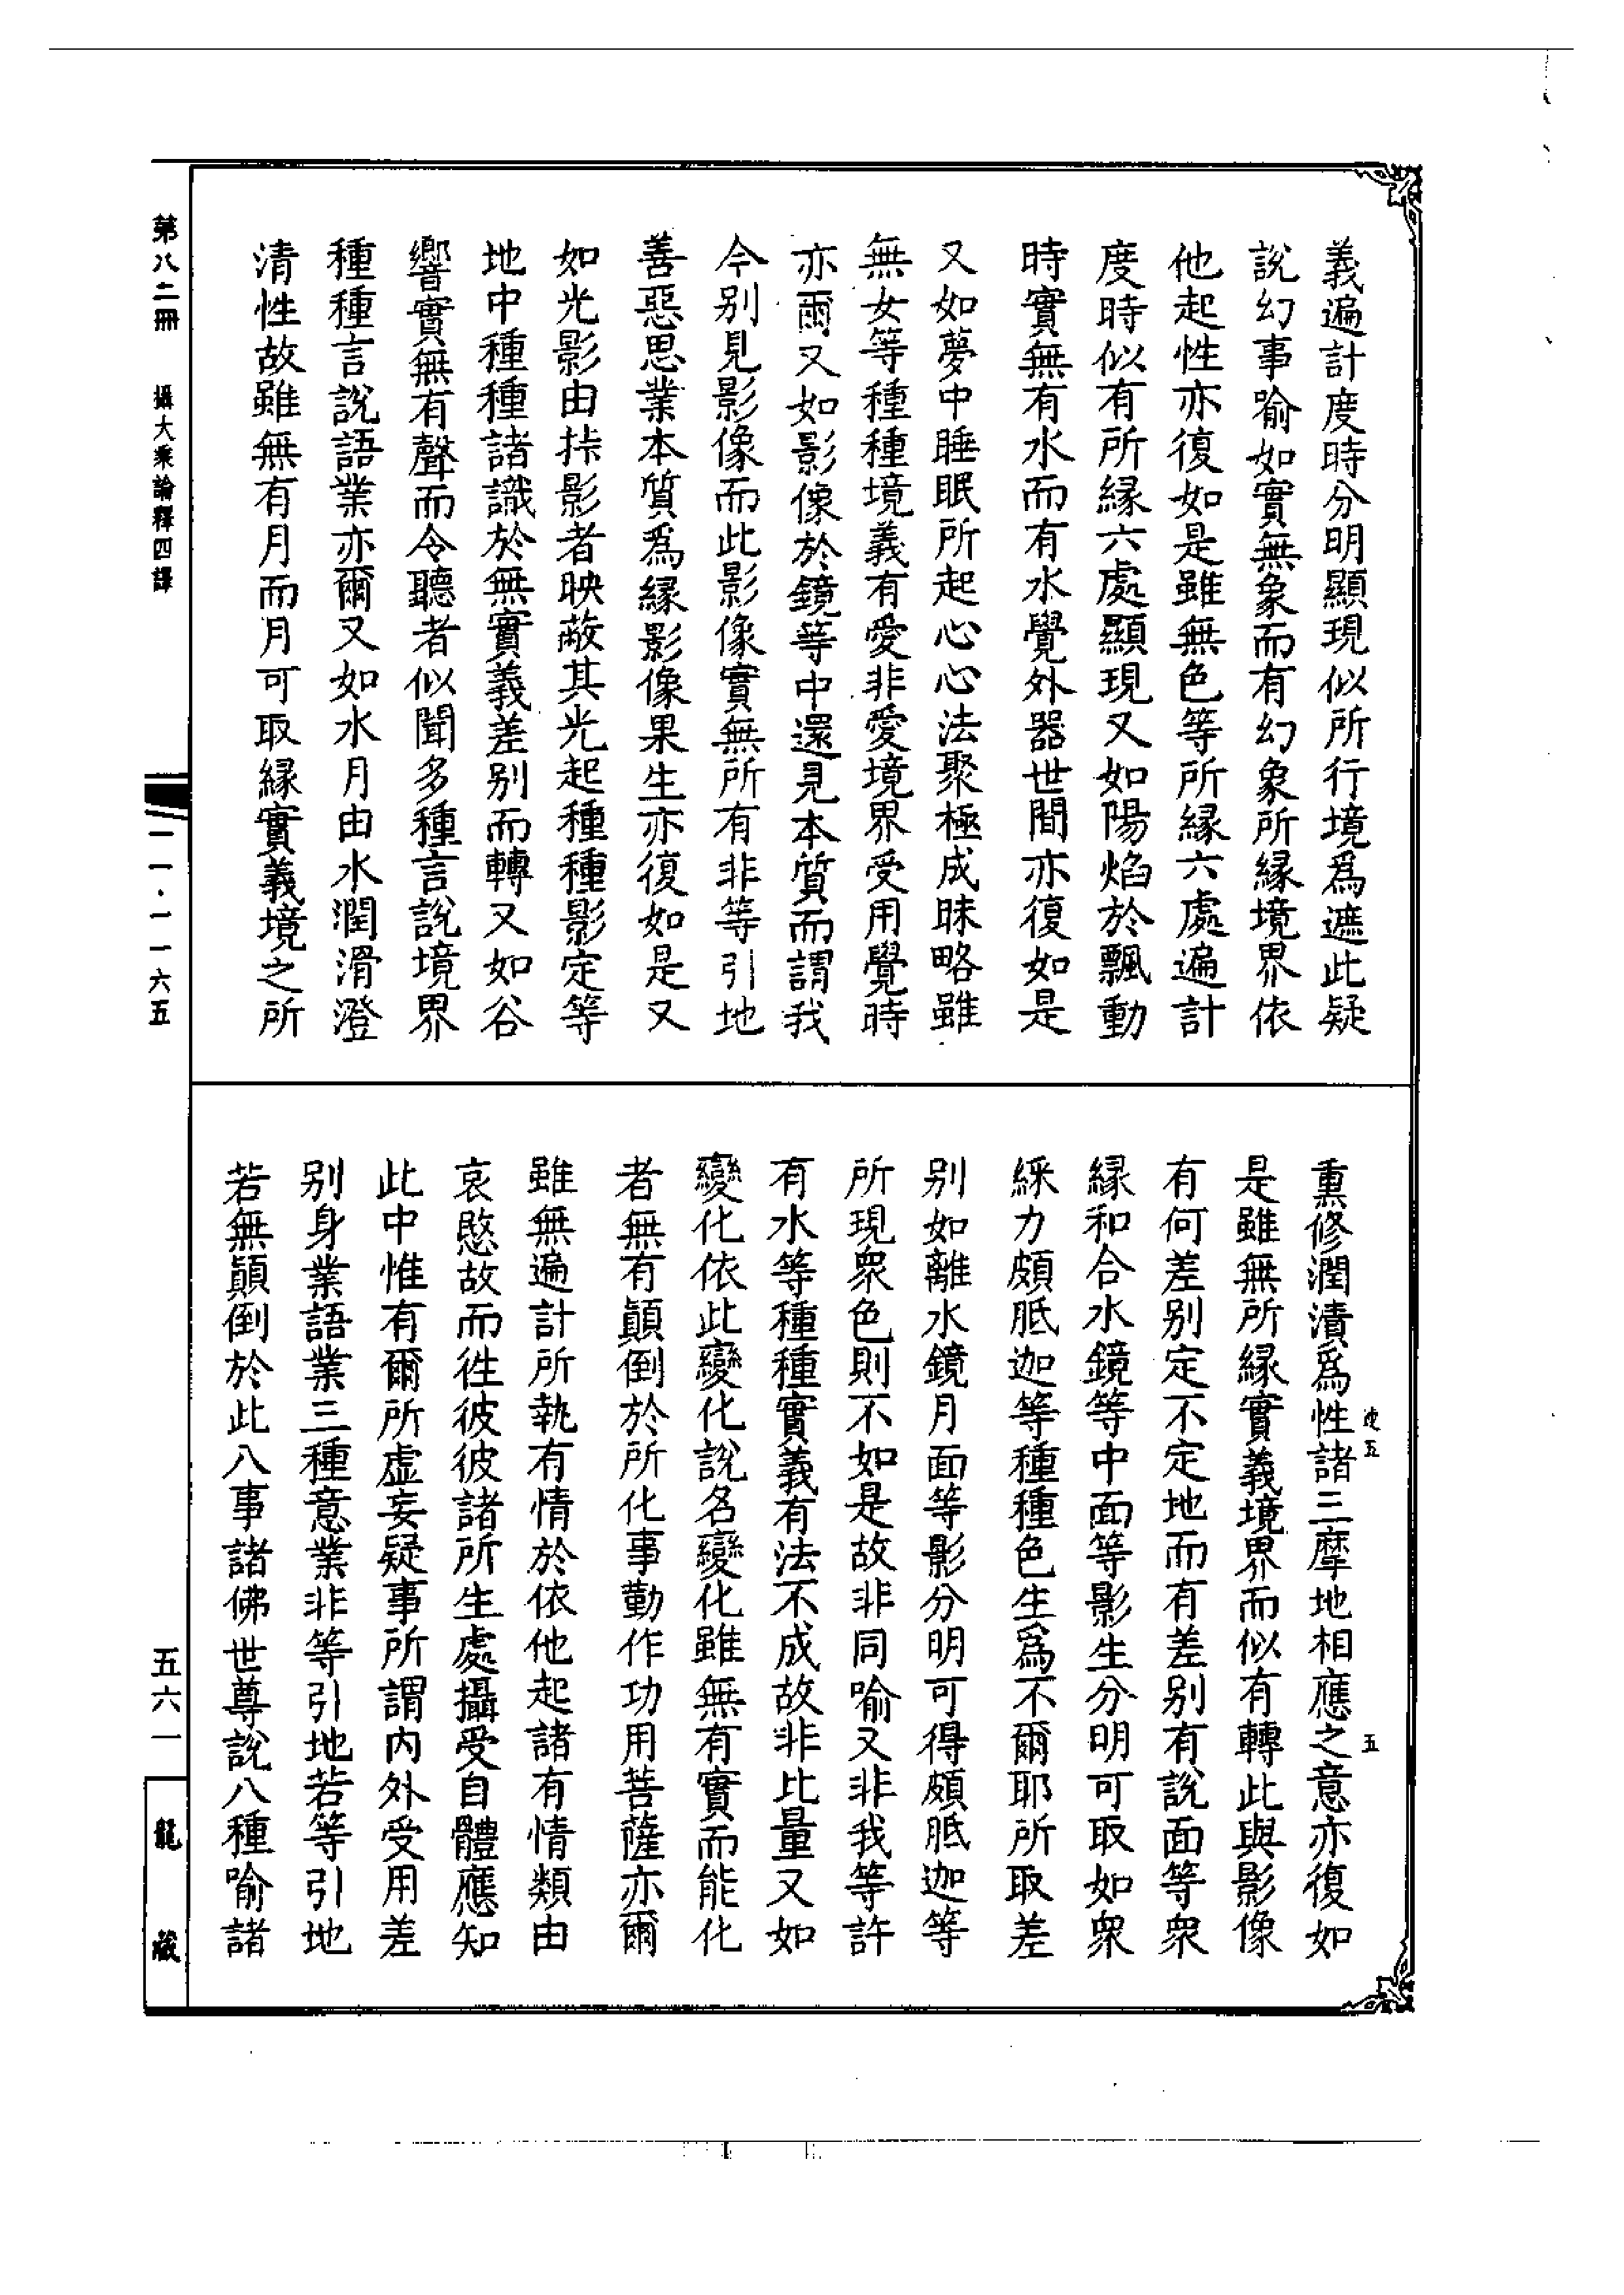 義遍計度時分明顯現似所行境爲遮此疑
說幻事喻如實無象而有幻象所緣境界依
他起性亦復如是雖無色等所緣六處遍計
度時似有所緣六處顯現又如陽焰於飄動
時實無有水而有水覺外器世間亦復如是
又如夢中睡眠所起心心法聚極成昧略雖
無女等種種境義有愛非愛境界受用覺時
亦爾又如影像於鏡等中還見本質而謂我
今别見影像而此影像實無所有非等引地
善惡思業本質爲緣影像果生亦復如是又
如光影由挂影者映蔽其光起種種影定等
地中種種諸識於無實義差别而轉又如谷
響實無有聲而令聽者似聞多種言說境界
種種言說語業亦爾又如水月由水潤滑澄
清性故雖無有月而月可取緣實義境之所
熏修潤漬爲性諸三摩地相應之意亦復如
是雖無所緣實義境界而似有轉此與影像
有何差别定不定地而有差别有說面等衆
緣和合水鏡等中面等影生分明可取如衆
緣力頗胝迦等種種色生爲不爾耶所取差
别如離水鏡月面等影分明可得頗胝迦等
所現衆色則不如是故非同喻又非我等許
有水等種種實義有法不成故非比量又如
變化依此變化說名變化雖無有實而能化
者無有顛倒於所化事勤作功用菩薩亦爾
雖無遍計所執有情於依他起諸有情類由
哀愍故而徃彼彼諸所生處攝受自體應知
此中惟有爾所虛妄疑事所謂内外受用差
别身業語業三種意業非等引地若等引地
若無顛倒於此八事諸佛世尊說八種喻諸
五
第八二冊
攝大乘論釋四譯
一一·一一六五
五六一
龍藏